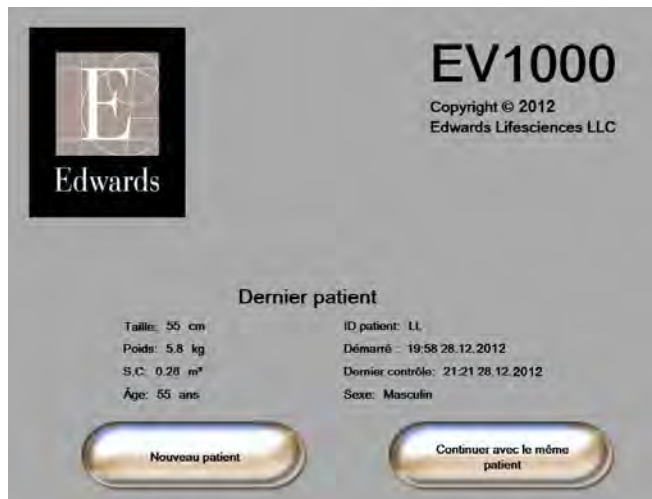 E
Edwards
EV1000
Copyright © 2012
Edwards Lifesciences LLC
Dernier patient
Taille: 55 cm
ID patient: LL
Poids: 5.8 kg
Démarré : 19:58 28.12.2012
S.C: 0.28 m²
Dernier contrôle: 21:21 28.12.2012
Âge: 55 ans
Sexe: Masculin
Nouveau patient
Continuer avec le même
patient